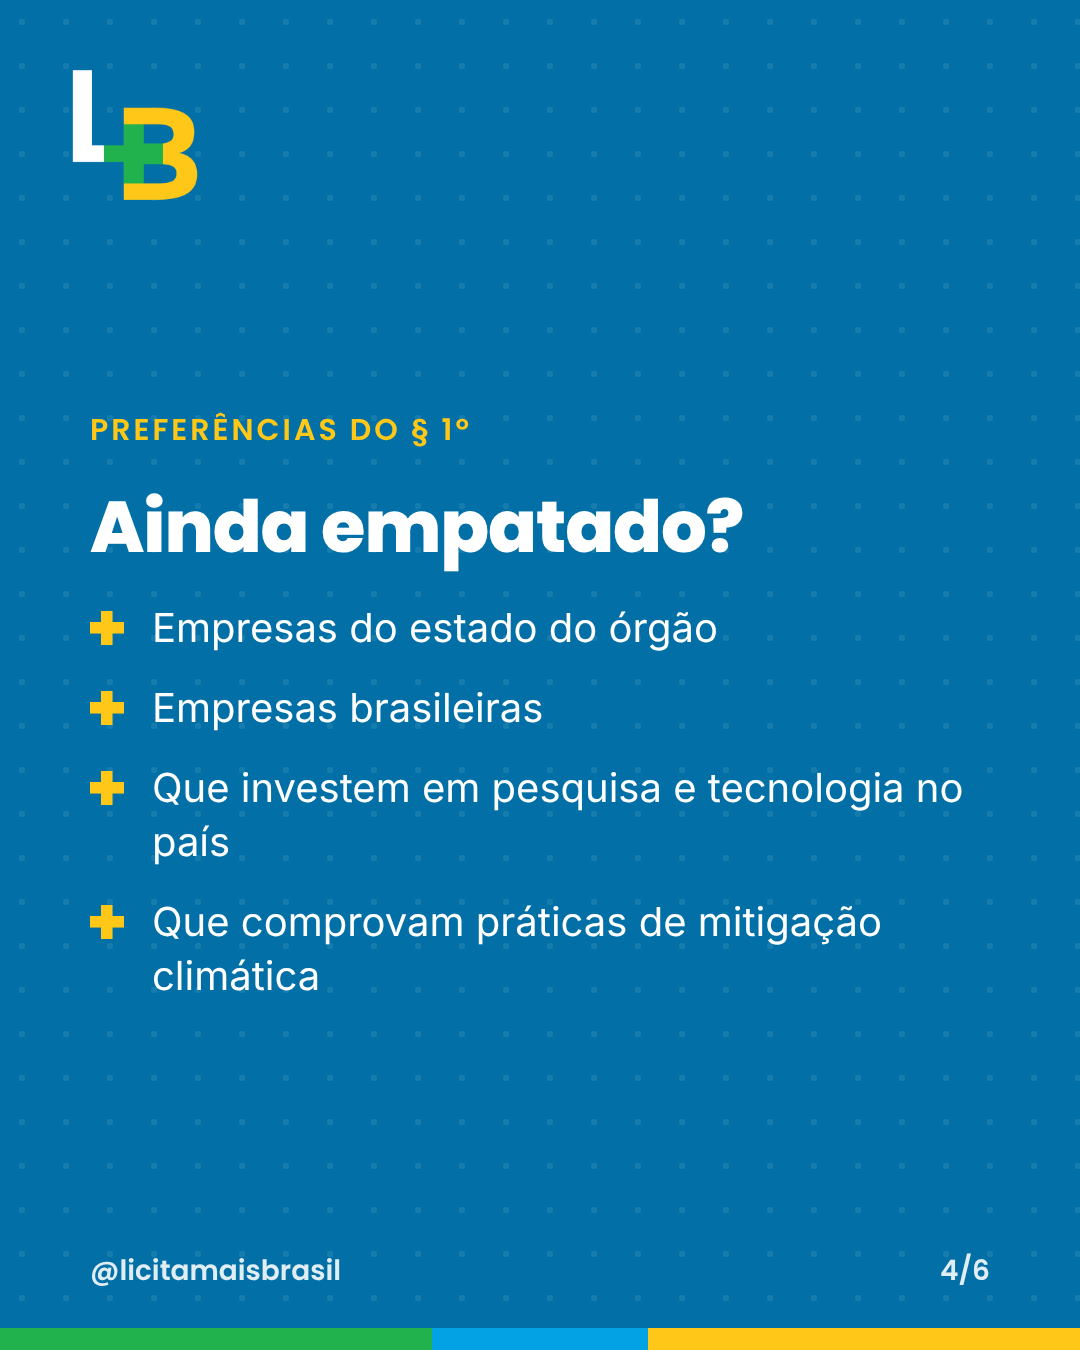 L+B
PREFERÊNCIAS DO § 1º
Ainda empatado?
Empresas do estado do órgão
Empresas brasileiras
Que investem em pesquisa e tecnologia no
país
Que comprovam práticas de mitigação
climática
@licitamaisbrasil
4/6